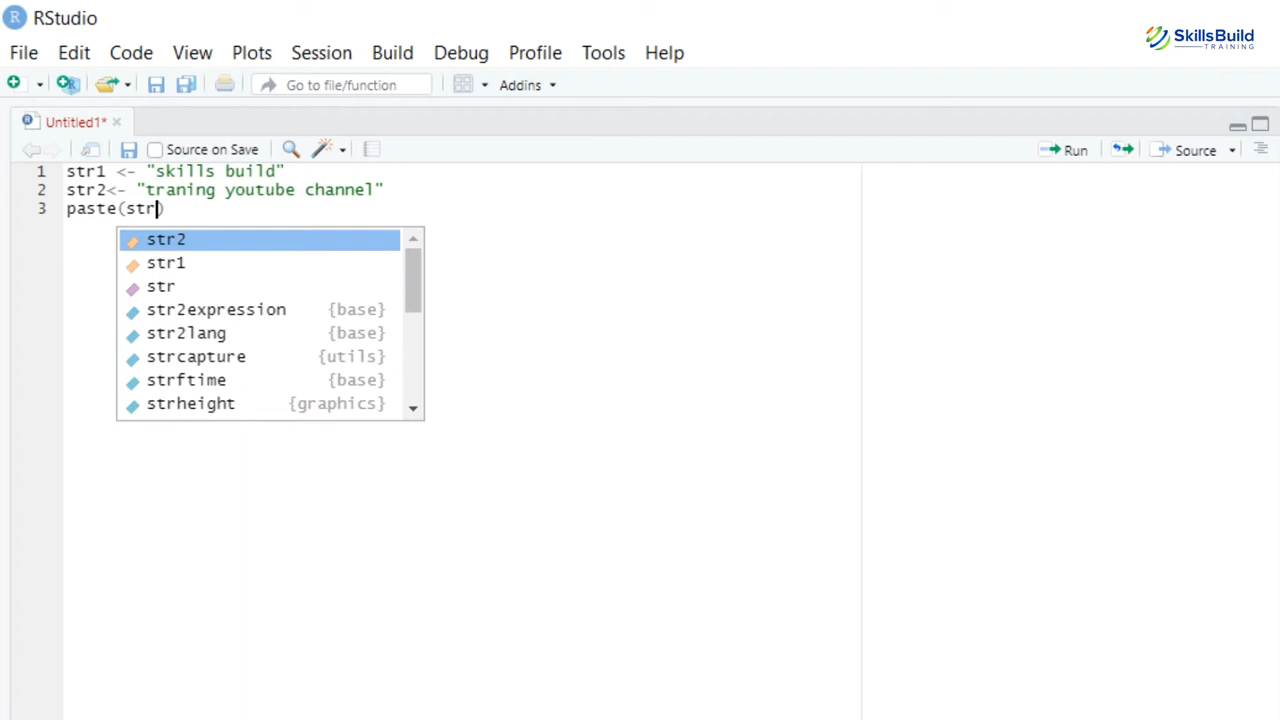 RStudio
SkillsBuild
TRAINING
File Edit Code View Plots Session Build Debug Profile Tools Help
Go to file/function Addins
Untitled1*
Source on Save Run Source
1 str1 <- "skills build"
2 str2<- "traning youtube channel"
3 paste(str)
str2
str1
str
str2expression {base}
str2lang {base}
strcapture {utils}
strftime {base}
strheight {graphics}